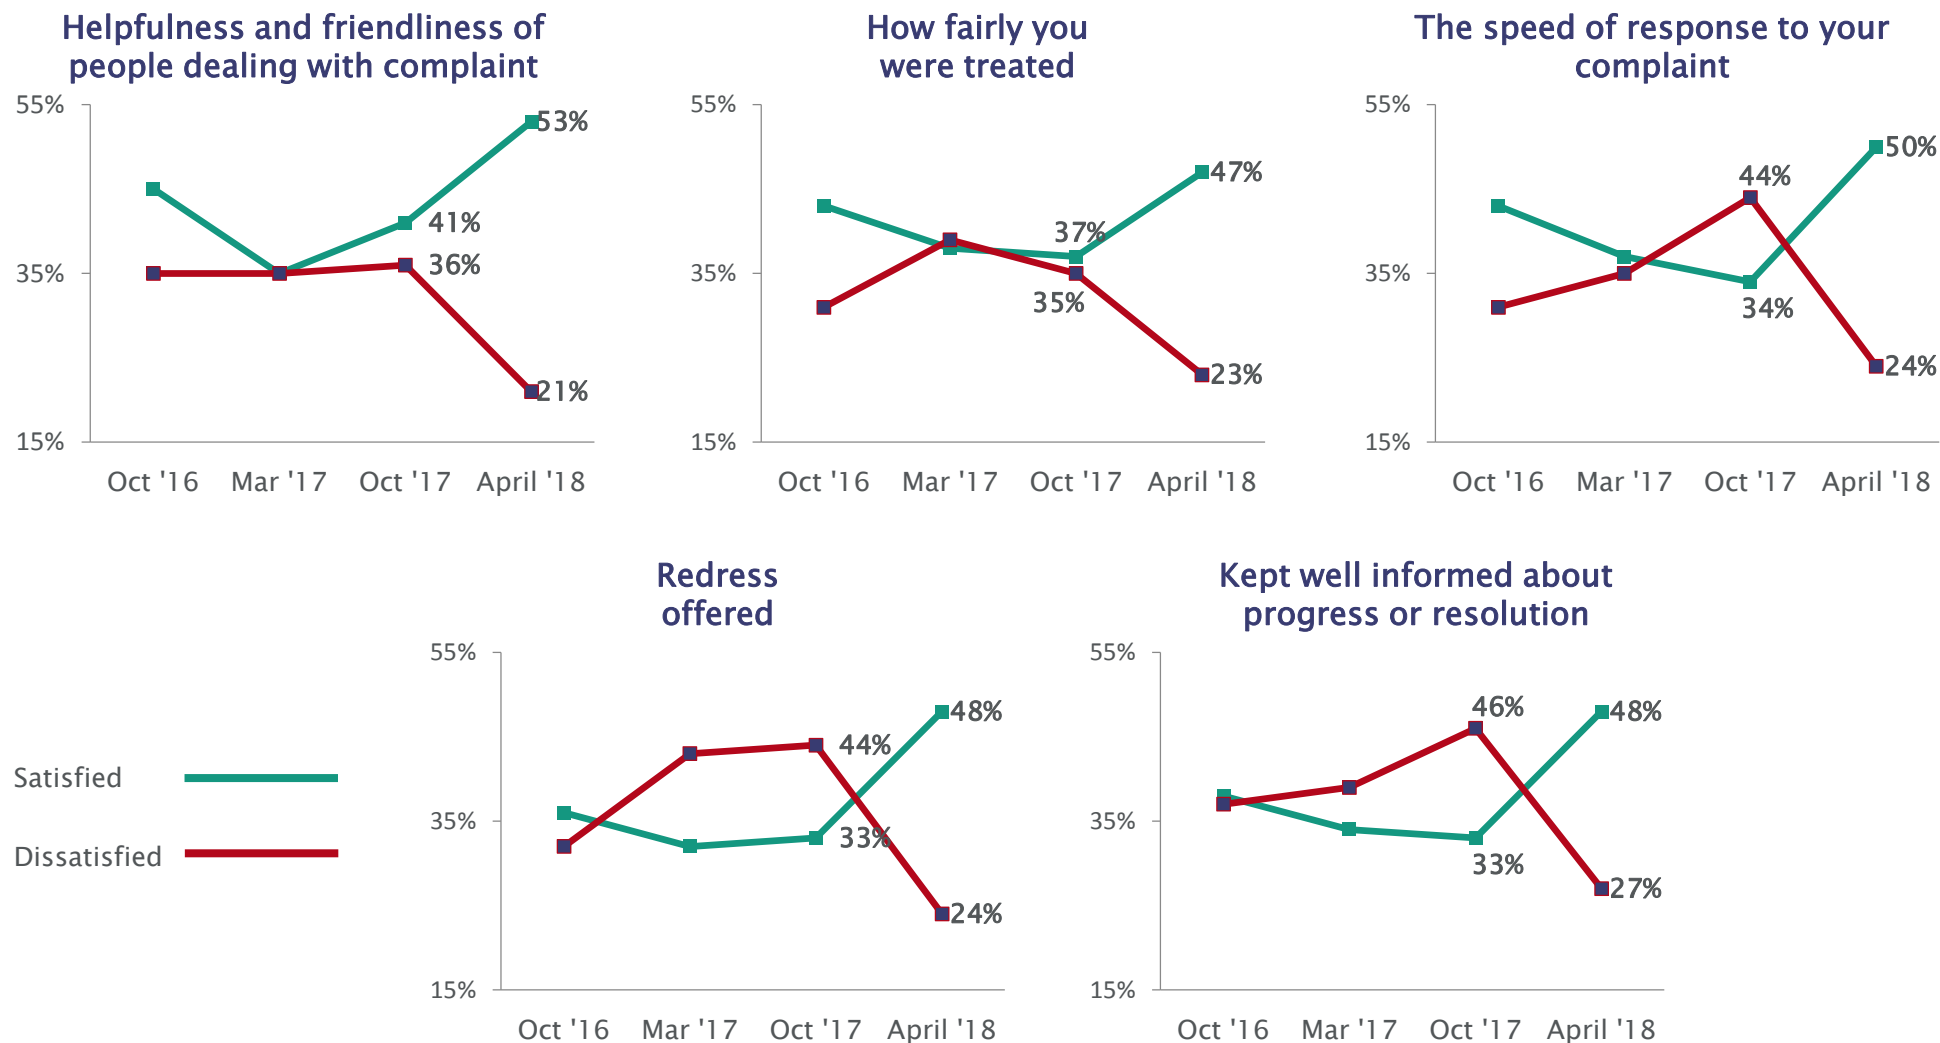 Helpfulness and friendliness of
people dealing with complaint
55%
35%
15%
53%
41%
36%
21%
Oct '16 Mar '17 Oct '17 April '18
How fairly you
were treated
55%
35%
15%
47%
37%
35%
23%
Oct '16 Mar '17 Oct '17 April '18
The speed of response to your
complaint
55%
35%
15%
50%
44%
34%
24%
Oct '16 Mar '17 Oct '17 April '18
Satisfied
Dissatisfied
Redress
offered
55%
35%
15%
48%
44%
33%
24%
Oct '16 Mar '17 Oct '17 April '18
Kept well informed about
progress or resolution
55%
35%
15%
46%
48%
33%
27%
Oct '16 Mar '17 Oct '17 April '18